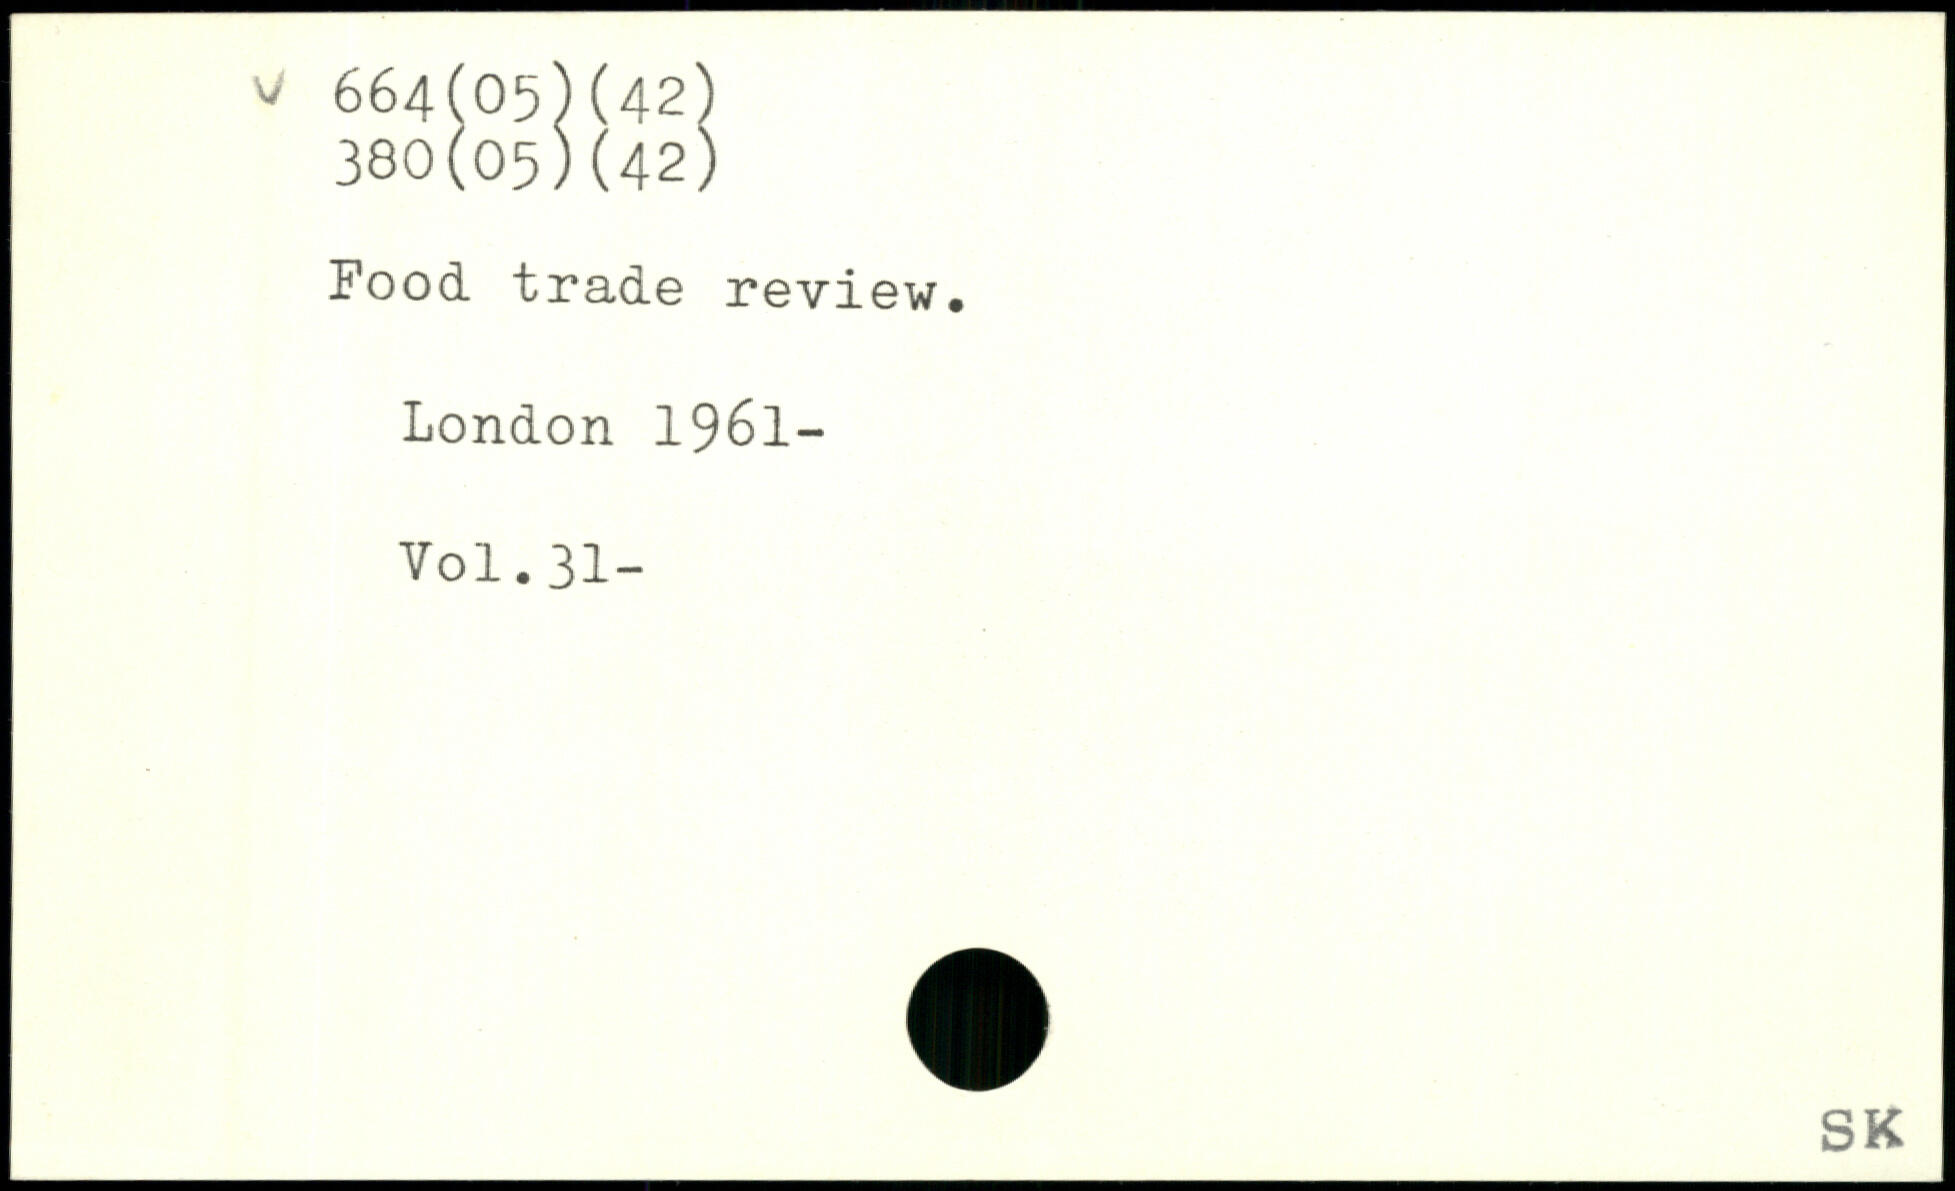 v 664(05)(42)
380(05)(42)
Food trade review.
London 1961-
Vol.31-
SK